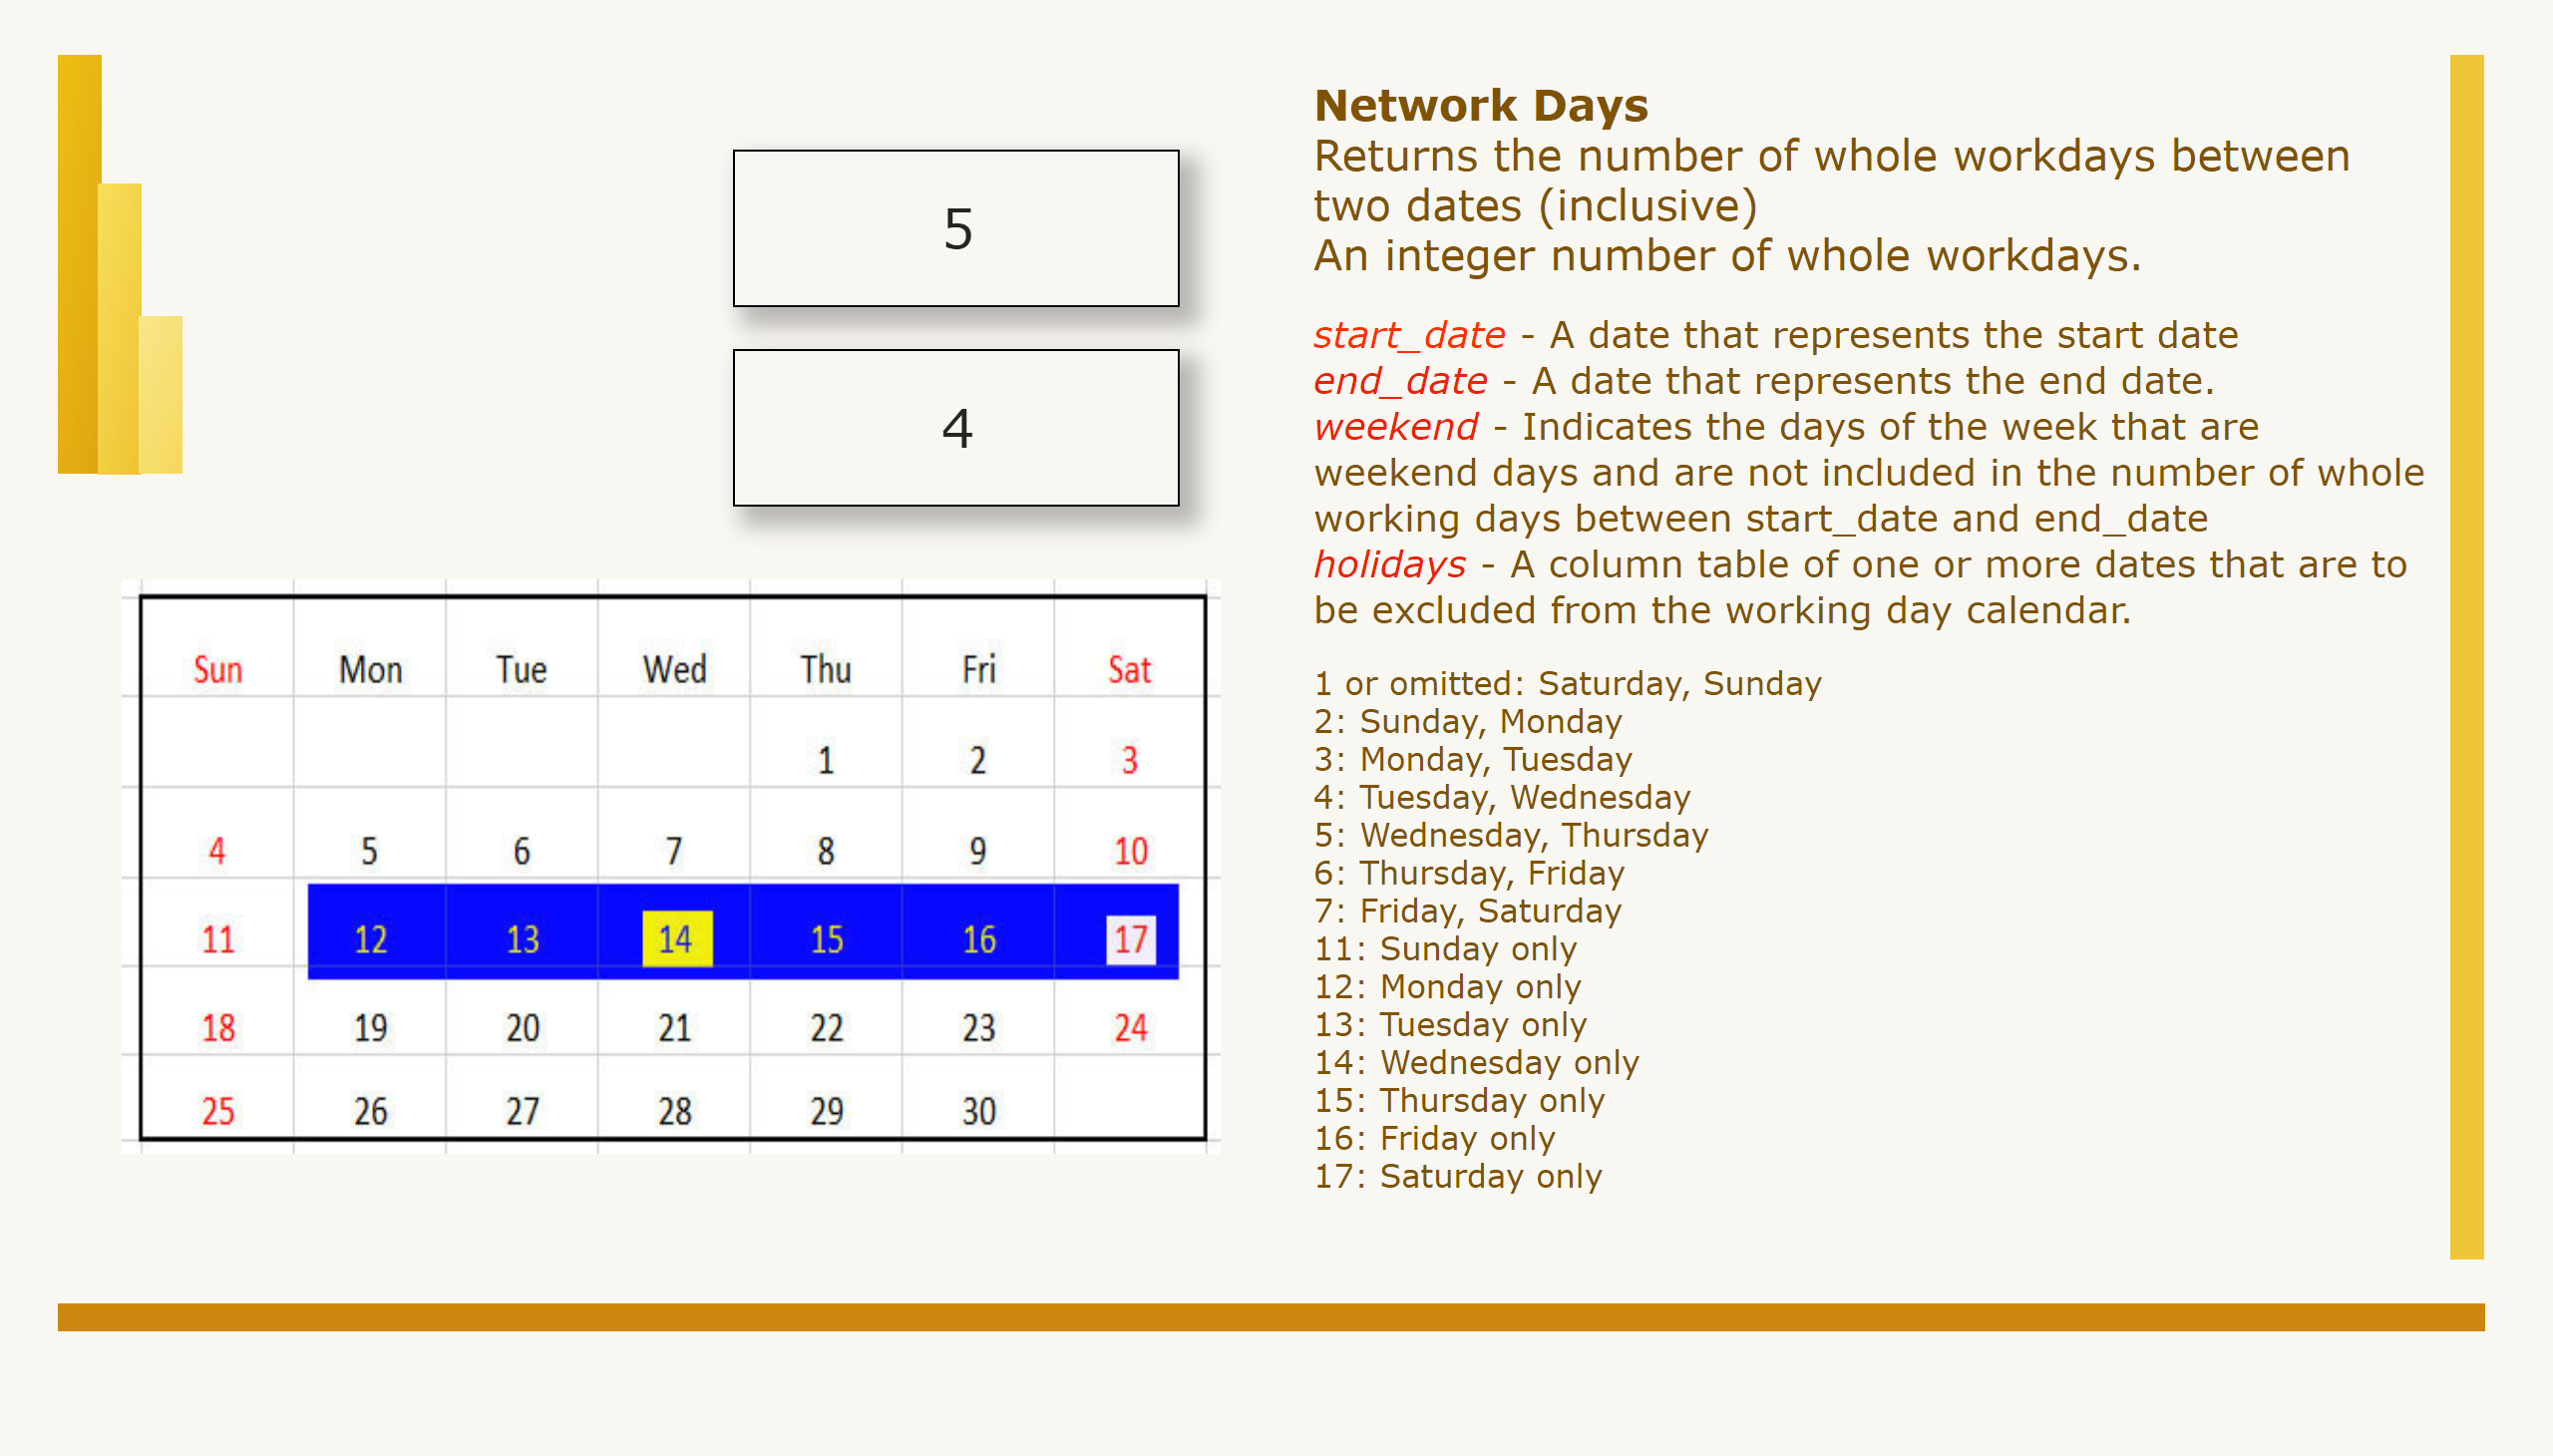 5
4
Sun Mon Tue Wed Thu Fri Sat
1 2 3
4 5 6 7 8 9 10
11 12 13 14 15 16 17
18 19 20 21 22 23 24
25 26 27 28 29 30
Network Days
Returns the number of whole workdays between
two dates (inclusive)
An integer number of whole workdays.
start_date - A date that represents the start date
end_date - A date that represents the end date.
weekend - Indicates the days of the week that are
weekend days and are not included in the number of whole
working days between start_date and end_date
holidays - A column table of one or more dates that are to
be excluded from the working day calendar.
1 or omitted: Saturday, Sunday
2: Sunday, Monday
3: Monday, Tuesday
4: Tuesday, Wednesday
5: Wednesday, Thursday
6: Thursday, Friday
7: Friday, Saturday
11: Sunday only
12: Monday only
13: Tuesday only
14: Wednesday only
15: Thursday only
16: Friday only
17: Saturday only